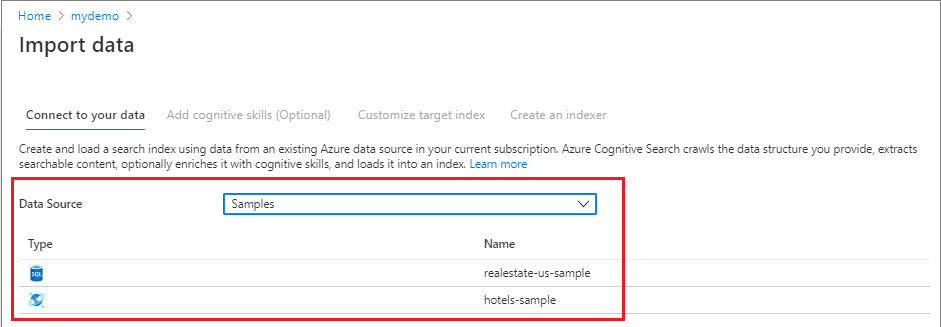 Home > mydemo >
Import data
Connect to your data Add cognitive skills (Optional) Customize target index Create an indexer
Create and load a search index using data from an existing Azure data source in your current subscription. Azure Cognitive Search crawls the data structure you provide, extracts
searchable content, optionally enriches it with cognitive skills, and loads it into an index. Learn more
Data Source Samples
Type Name
SQL realestate-us-sample
hotels-sample